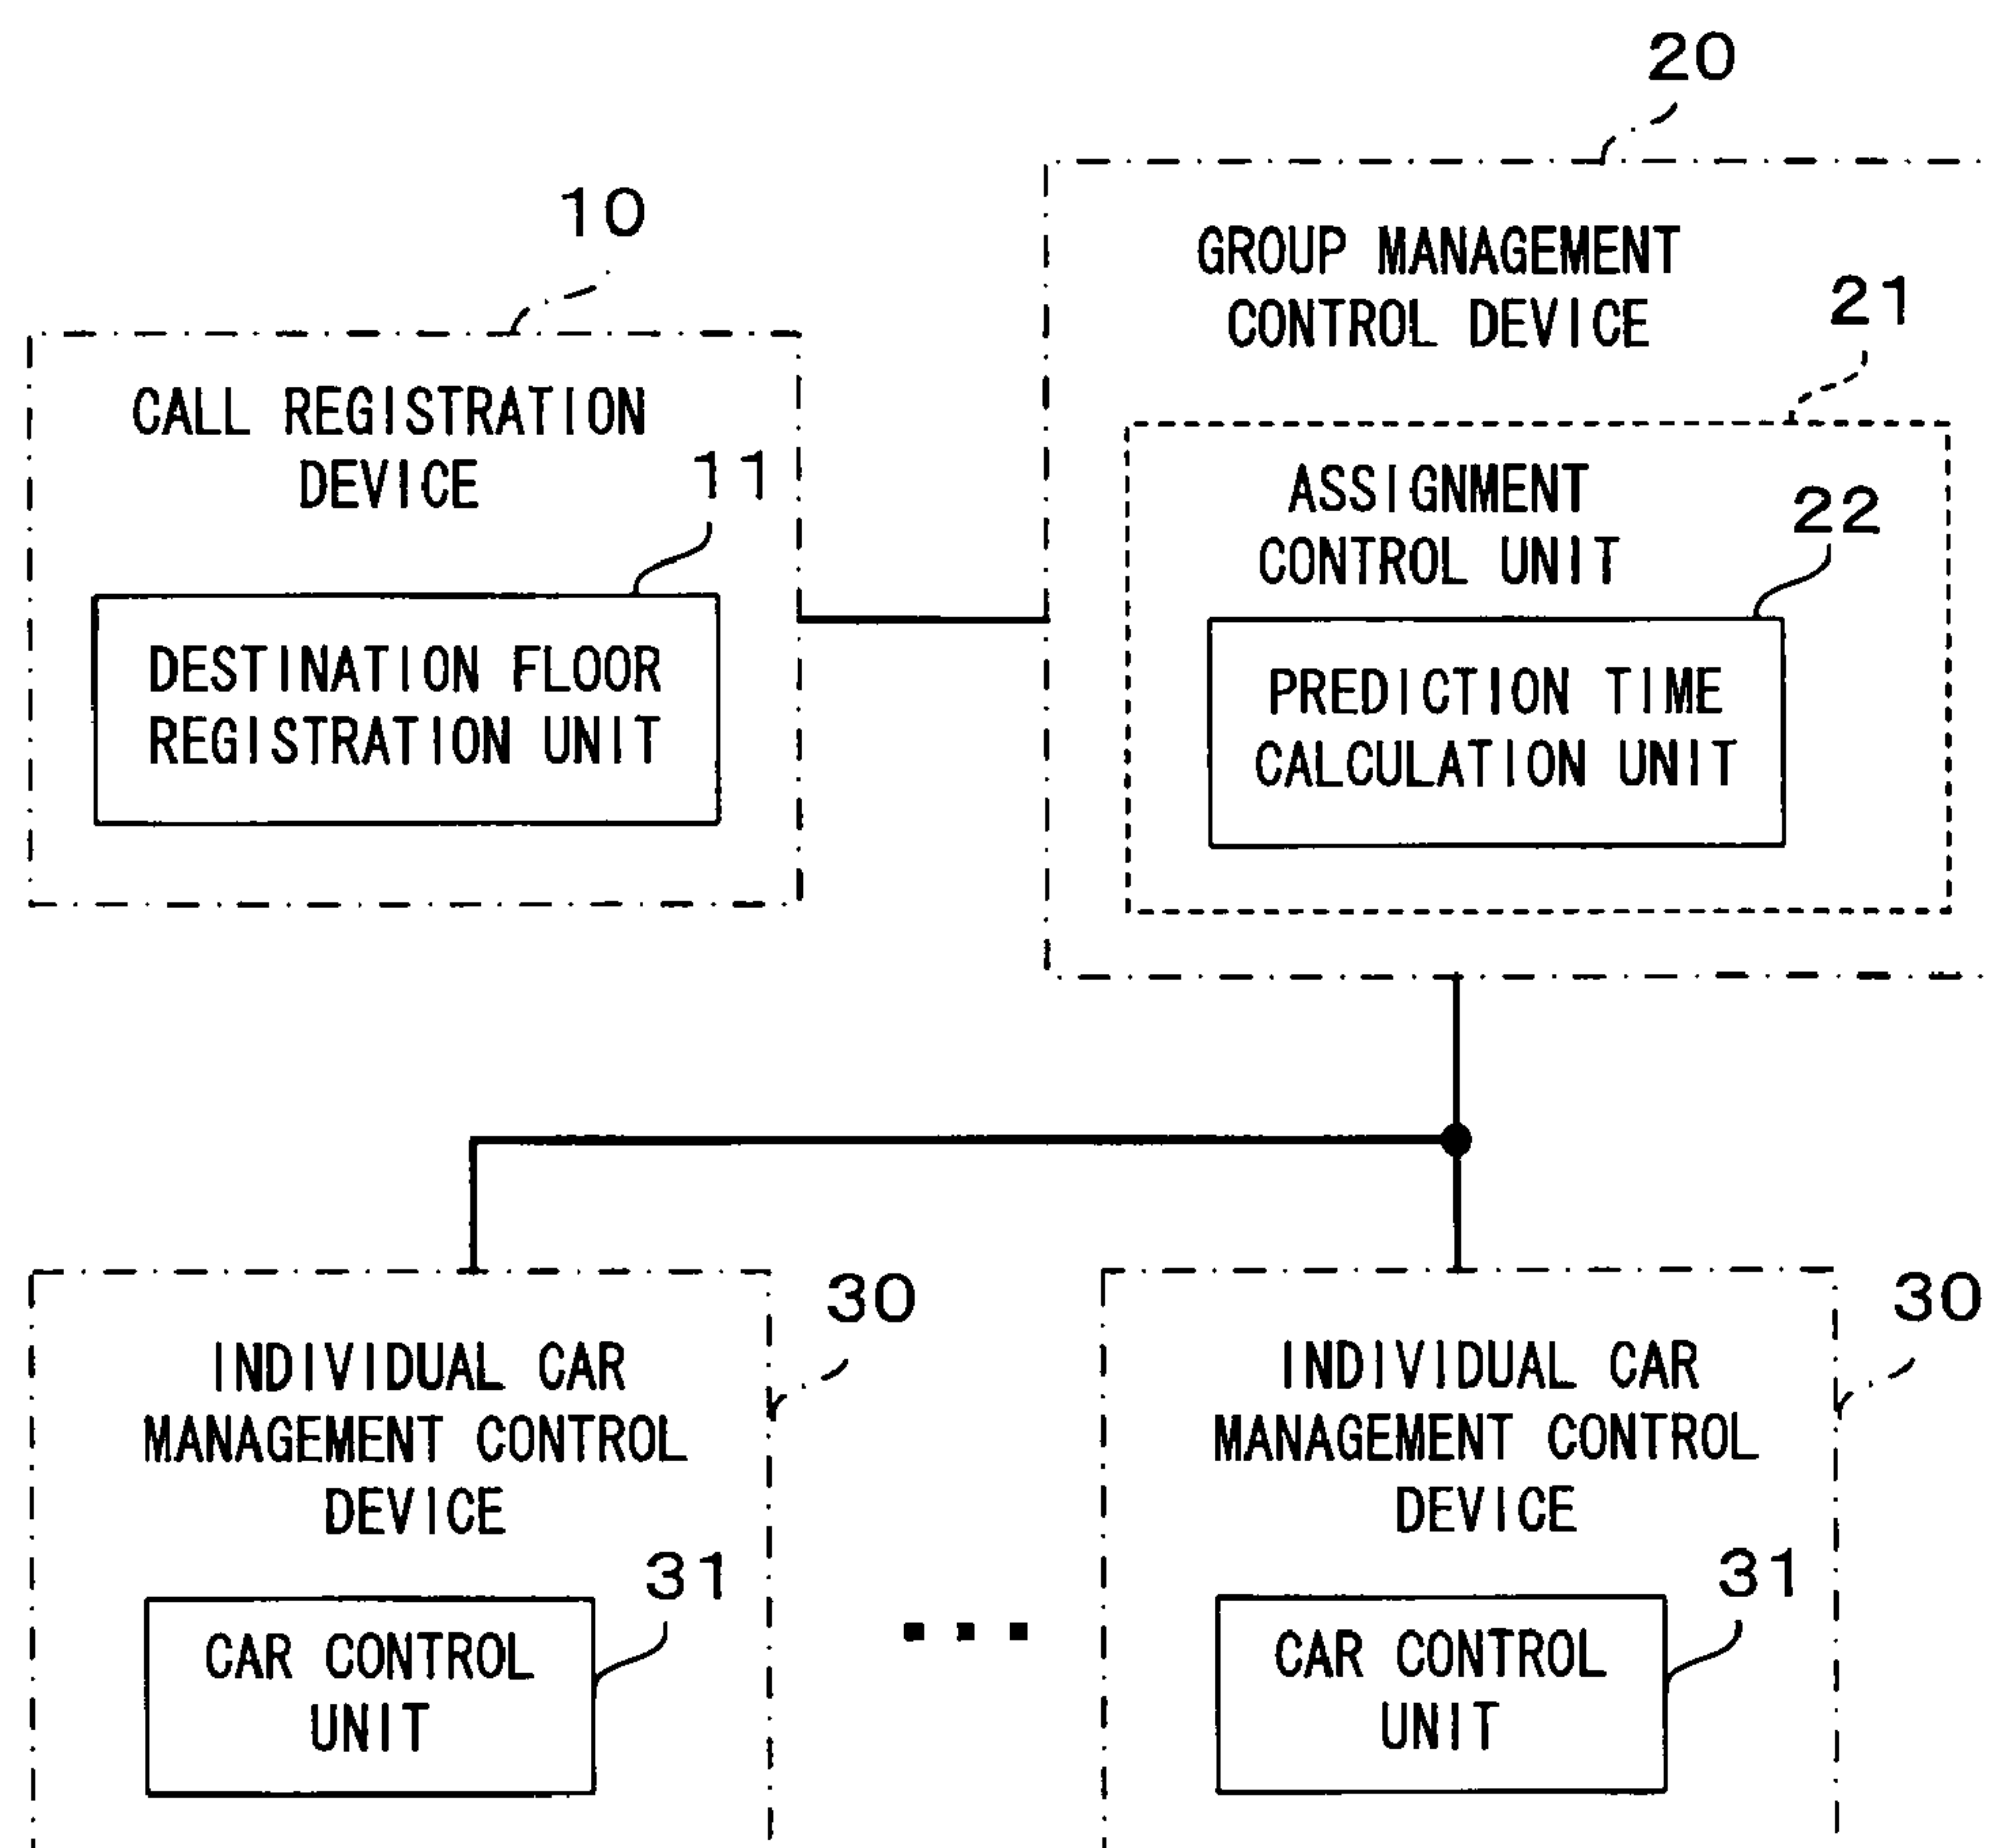 20
10
GROUP MANAGEMENT
CONTROL DEVICE
21
CALL REGISTRATION
DEVICE
11
ASSIGNMENT
CONTROL UNIT
22
DESTINATION FLOOR
REGISTRATION UNIT
PREDICTION TIME
CALCULATION UNIT
30
INDIVIDUAL CAR
MANAGEMENT CONTROL
DEVICE
31
CAR CONTROL
UNIT
30
INDIVIDUAL CAR
MANAGEMENT CONTROL
DEVICE
31
CAR CONTROL
UNIT